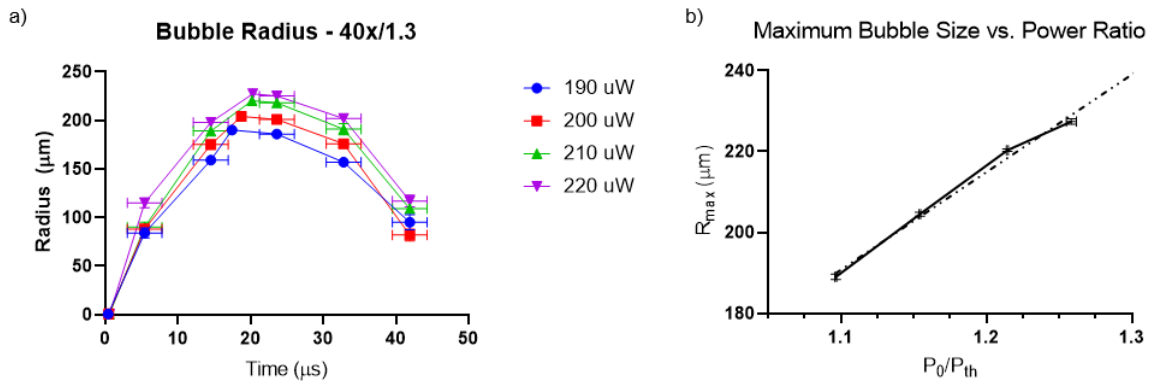 a)
Bubble Radius - 40x/1.3
Radius (μm)
250
200
150
100
50
0
0 10 20 30 40 50
Time (μs)
190 uW
200 uW
210 uW
220 uW
b)
Maximum Bubble Size vs. Power Ratio
Rmax (μm)
240
220
200
180
1.1 1.2 1.3
P0/Pth